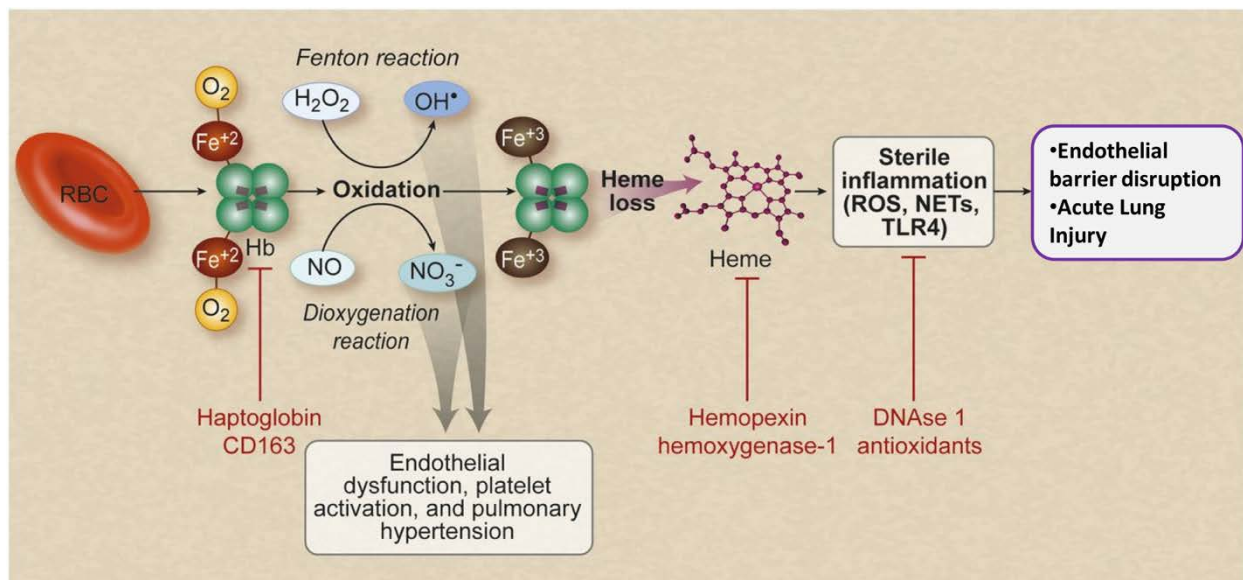 Fenton reaction
O₂
H₂O₂
OH•
Fe⁺²
Fe⁺³
RBC
Oxidation
Heme
loss
Sterile
inflammation
(ROS, NETs,
TLR4)
•Endothelial
barrier disruption
•Acute Lung
Injury
Hb
Fe⁺²
NO
NO₃⁻
Fe⁺³
Heme
O₂
Dioxygenation
reaction
Haptoglobin
CD163
Hemopexin
hemoxygenase-1
DNAse 1
antioxidants
Endothelial
dysfunction, platelet
activation, and pulmonary
hypertension